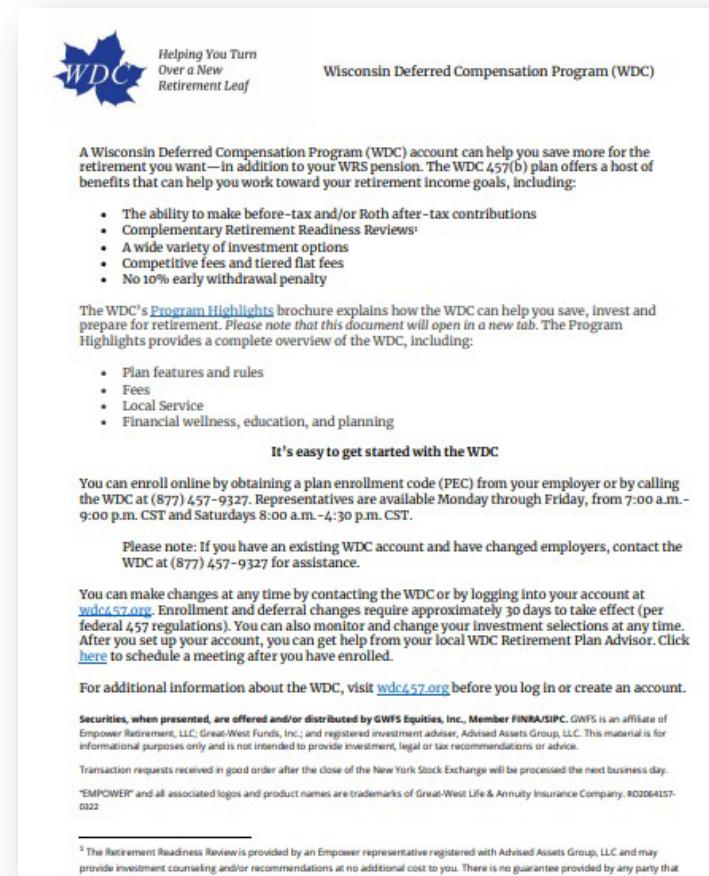 WDC
Helping You Turn
Over a New
Retirement Leaf
Wisconsin Deferred Compensation Program (WDC)
A Wisconsin Deferred Compensation Program (WDC) account can help you save more for the
retirement you want—in addition to your WRS pension. The WDC 457(b) plan offers a host of
benefits that can help you work toward your retirement income goals, including:
• The ability to make before-tax and/or Roth after-tax contributions
• Complementary Retirement Readiness Reviews¹
• A wide variety of investment options
• Competitive fees and tiered flat fees
• No 10% early withdrawal penalty
The WDC's Program Highlights brochure explains how the WDC can help you save, invest and
prepare for retirement. Please note that this document will open in a new tab. The Program
Highlights provides a complete overview of the WDC, including:
• Plan features and rules
• Fees
• Local Service
• Financial wellness, education, and planning
It's easy to get started with the WDC
You can enroll online by obtaining a plan enrollment code (PEC) from your employer or by calling
the WDC at (877) 457-9327. Representatives are available Monday through Friday, from 7:00 a.m.-
9:00 p.m. CST and Saturdays 8:00 a.m.-4:30 p.m. CST.
Please note: If you have an existing WDC account and have changed employers, contact the
WDC at (877) 457-9327 for assistance.
You can make changes at any time by contacting the WDC or by logging into your account at
wdc457.org. Enrollment and deferral changes require approximately 30 days to take effect (per
federal 457 regulations). You can also monitor and change your investment selections at any time.
After you set up your account, you can get help from your local WDC Retirement Plan Advisor. Click
here to schedule a meeting after you have enrolled.
For additional information about the WDC, visit wdc457.org before you log in or create an account.
Securities, when presented, are offered and/or distributed by GWFS Equities, Inc., Member FINRA/SIPC. GWFS is an affiliate of
Empower Retirement, LLC; Great-West Funds, Inc.; and registered investment adviser, Advised Assets Group, LLC. This material is for
informational purposes only and is not intended to provide investment, legal or tax recommendations or advice.
Transaction requests received in good order after the close of the New York Stock Exchange will be processed the next business day.
"EMPOWER" and all associated logos and product names are trademarks of Great-West Life & Annuity Insurance Company. RO2064157-
0322
¹ The Retirement Readiness Review is provided by an Empower representative registered with Advised Assets Group, LLC and may
provide investment counseling and/or recommendations at no additional cost to you. There is no guarantee provided by any party that